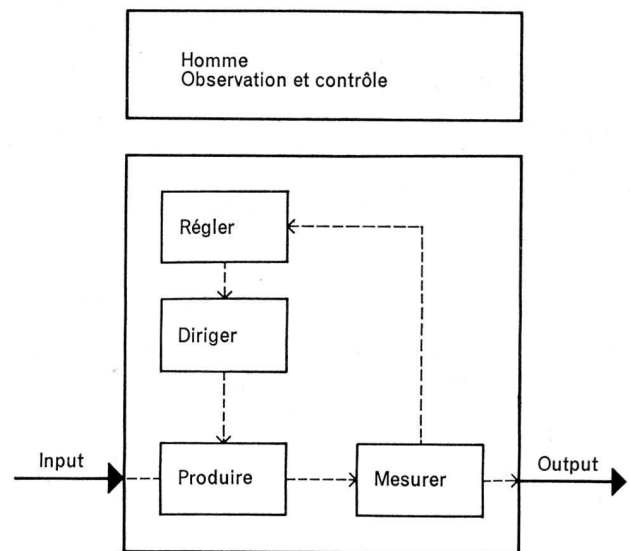 Homme
Observation et contrôle
Régler
Diriger
Input
Produire
Mesurer
Output